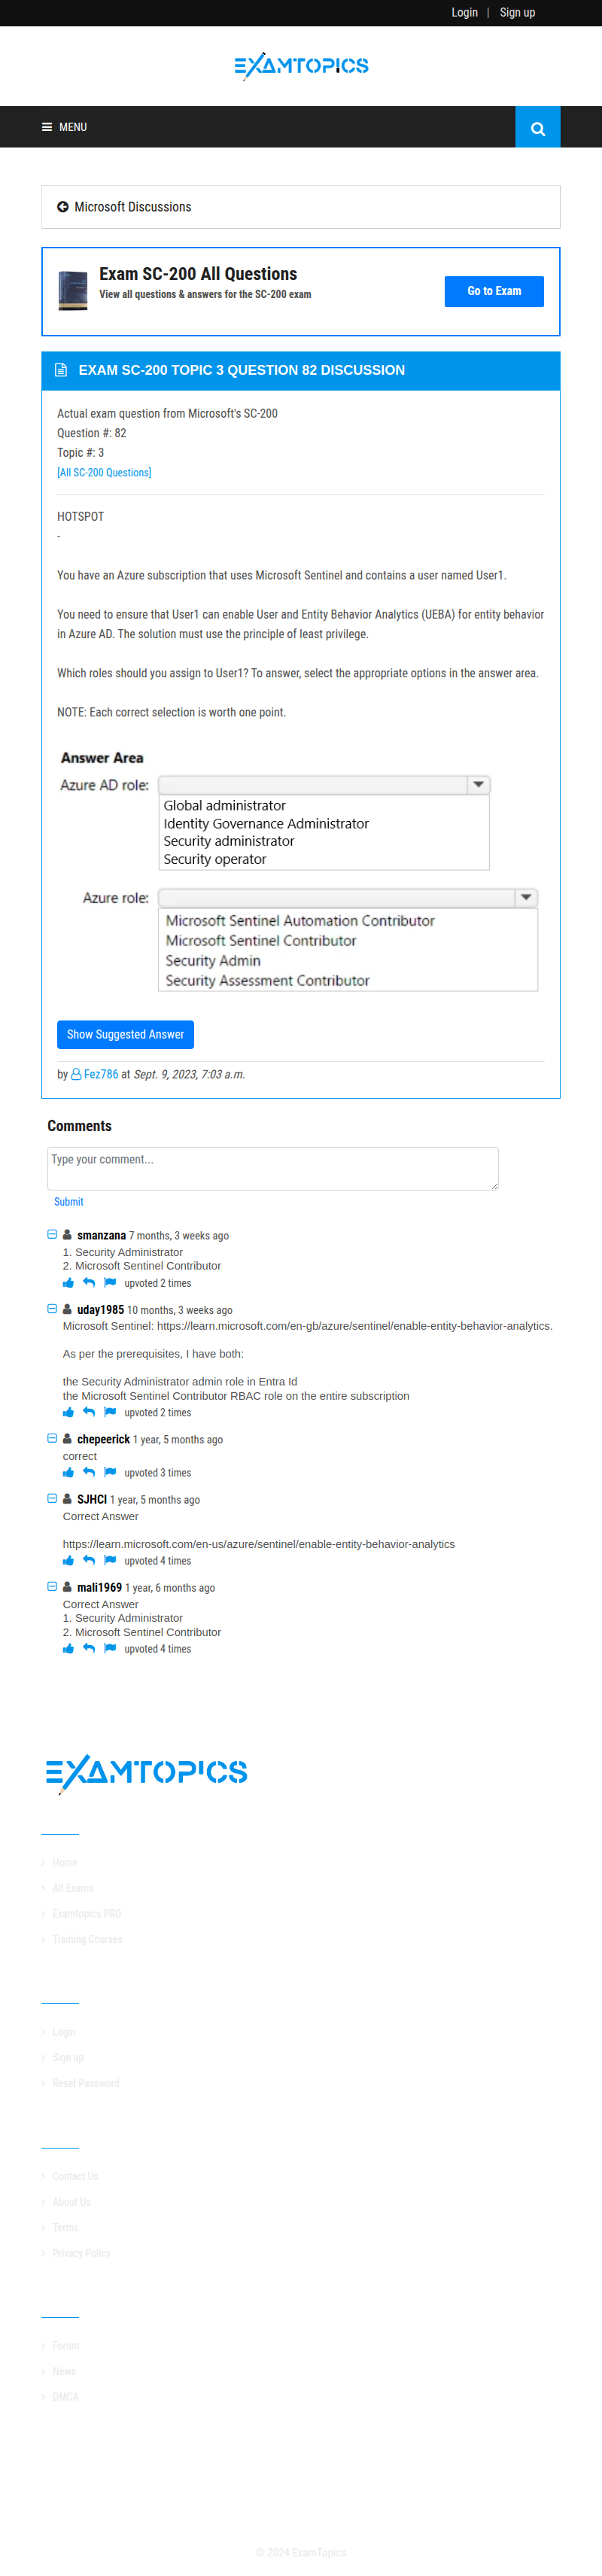 Login | Sign up
EXAMTOPICS
MENU
Microsoft Discussions
Exam SC-200 All Questions
View all questions & answers for the SC-200 exam
Go to Exam
EXAM SC-200 TOPIC 3 QUESTION 82 DISCUSSION
Actual exam question from Microsoft's SC-200
Question #: 82
Topic #: 3
[All SC-200 Questions]
HOTSPOT
-
You have an Azure subscription that uses Microsoft Sentinel and contains a user named User1.
You need to ensure that User1 can enable User and Entity Behavior Analytics (UEBA) for entity behavior
in Azure AD. The solution must use the principle of least privilege.
Which roles should you assign to User1? To answer, select the appropriate options in the answer area.
NOTE: Each correct selection is worth one point.
Answer Area
Azure AD role:
Global administrator
Identity Governance Administrator
Security administrator
Security operator
Azure role:
Microsoft Sentinel Automation Contributor
Microsoft Sentinel Contributor
Security Admin
Security Assessment Contributor
Show Suggested Answer
by Fez786 at Sept. 9, 2023, 7:03 a.m.
Comments
Type your comment...
Submit
smanzana 7 months, 3 weeks ago
1. Security Administrator
2. Microsoft Sentinel Contributor
upvoted 2 times
uday1985 10 months, 3 weeks ago
Microsoft Sentinel: https://learn.microsoft.com/en-gb/azure/sentinel/enable-entity-behavior-analytics.
As per the prerequisites, I have both:
the Security Administrator admin role in Entra Id
the Microsoft Sentinel Contributor RBAC role on the entire subscription
upvoted 2 times
chepeerick 1 year, 5 months ago
correct
upvoted 3 times
SJHCI 1 year, 5 months ago
Correct Answer
https://learn.microsoft.com/en-us/azure/sentinel/enable-entity-behavior-analytics
upvoted 4 times
mali1969 1 year, 6 months ago
Correct Answer
1. Security Administrator
2. Microsoft Sentinel Contributor
upvoted 4 times
EXAMTOPICS
Home
All Exams
Examtopics PRO
Training Courses
Login
Sign up
Reset Password
Contact Us
About Us
Terms
Privacy Policy
Forum
News
DMCA
© 2024 ExamTopics